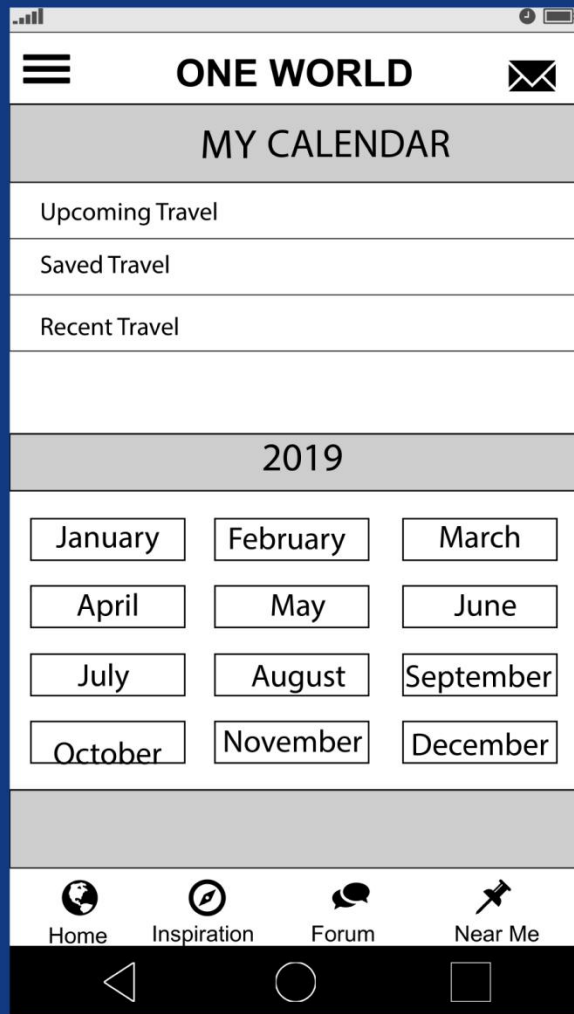 ONE WORLD
MY CALENDAR
Upcoming Travel
Saved Travel
Recent Travel
2019
January February March
April May June
July August September
October November December
Home Inspiration Forum Near Me